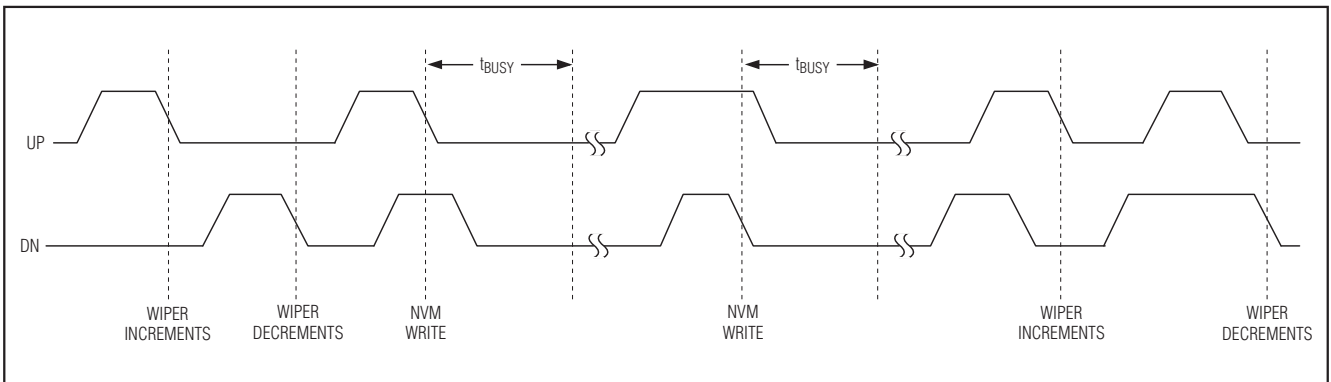 tBUSY
tBUSY
UP
DN
WIPER
INCREMENTS
WIPER
DECREMENTS
NVM
WRITE
NVM
WRITE
WIPER
INCREMENTS
WIPER
DECREMENTS